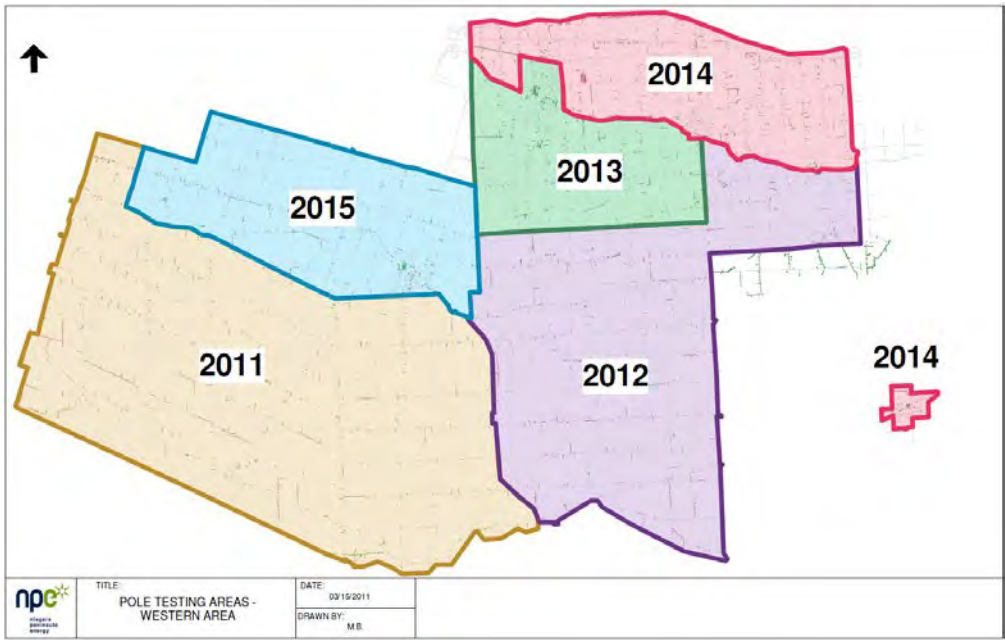 2014
2013
2015
2011
2012
2014
npe
niagara
peninsula
energy
TITLE:
POLE TESTING AREAS -
WESTERN AREA
DATE:
03/15/2011
DRAWN BY:
M.B.